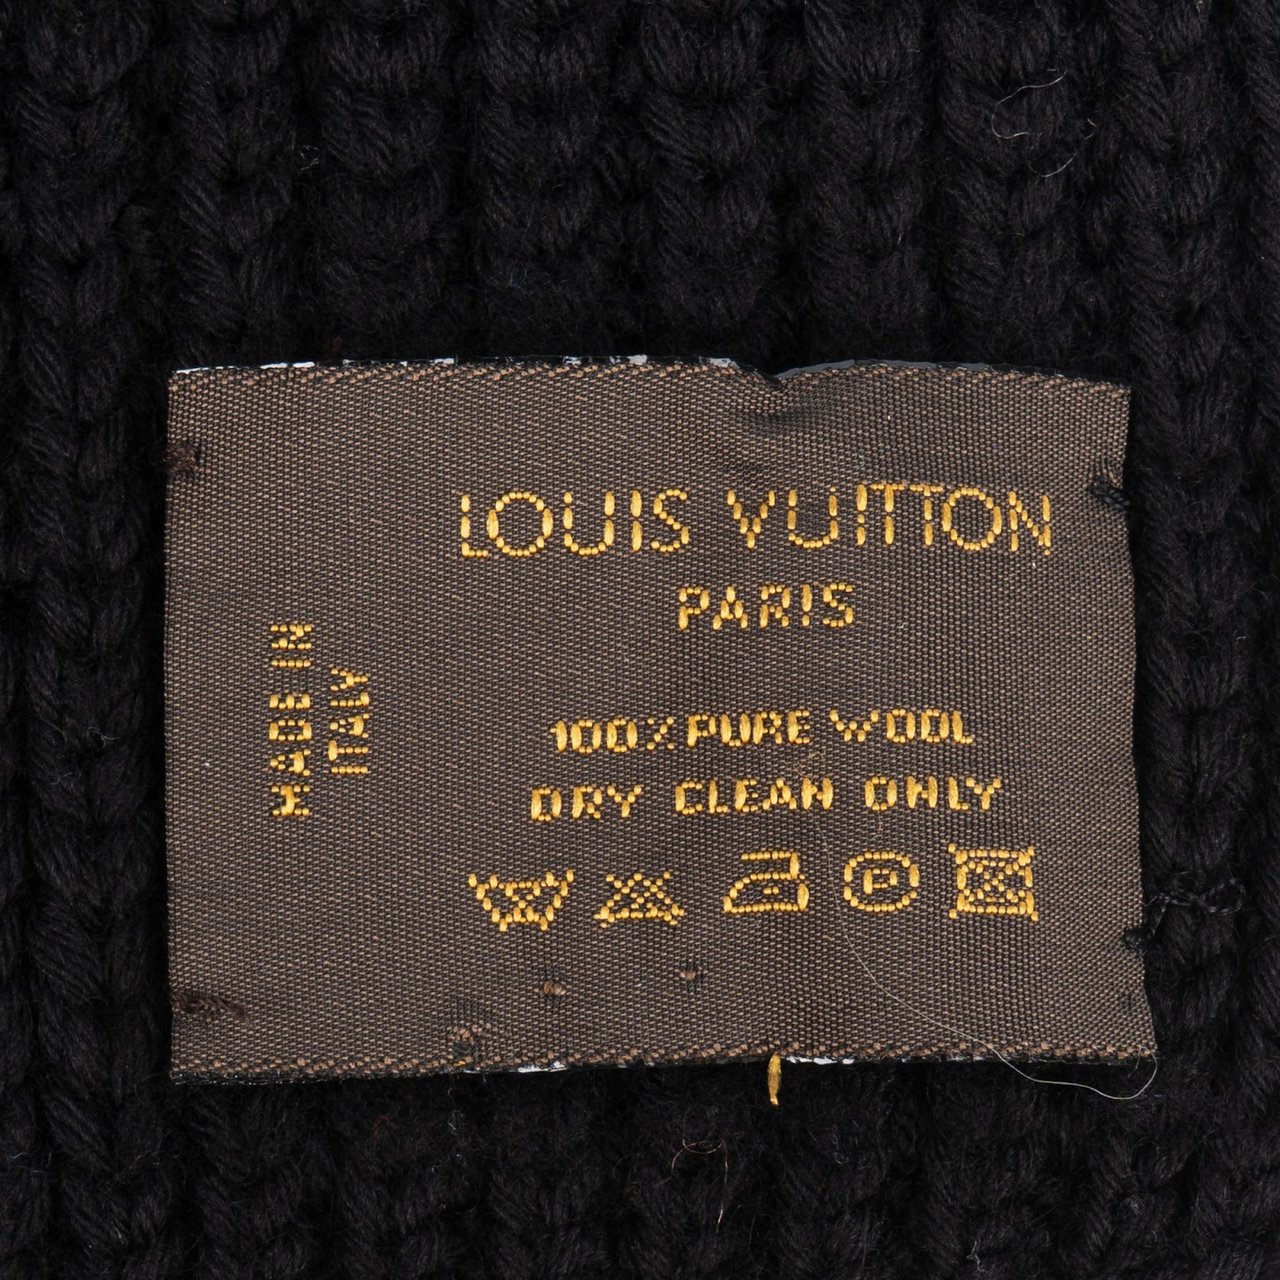 LOUIS VUITTON
PARIS
100% PURE WOOL
DRY CLEAN ONLY
P
MADE IN
ITALY